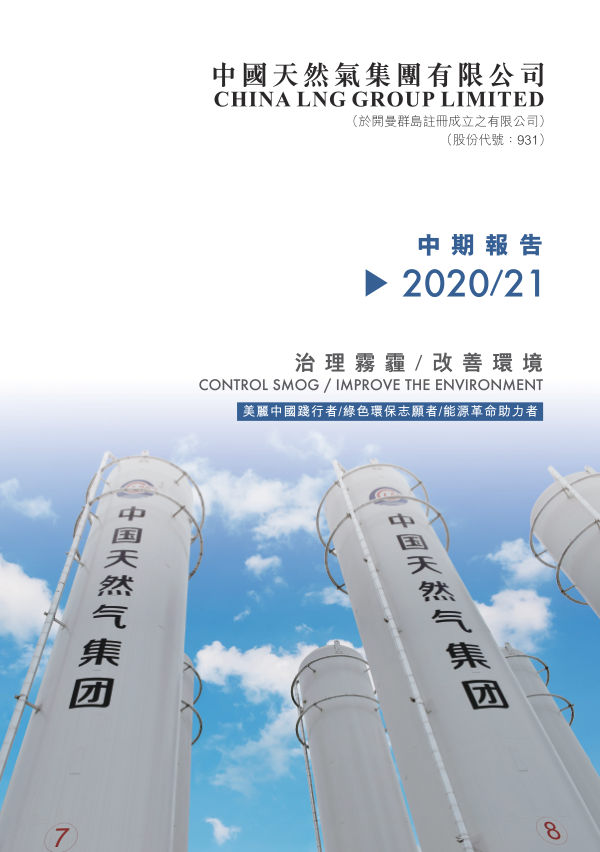 中國天然氣集團有限公司
CHINA LNG GROUP LIMITED
（於開曼群島註冊成立之有限公司）
（股份代號：931）
中期報告
2020/21
治理霧霾/改善環境
CONTROL SMOG / IMPROVE THE ENVIRONMENT
美麗中國踐行者/綠色環保志願者/能源革命助力者
中国天然气集团
中国天然气集团
7
8